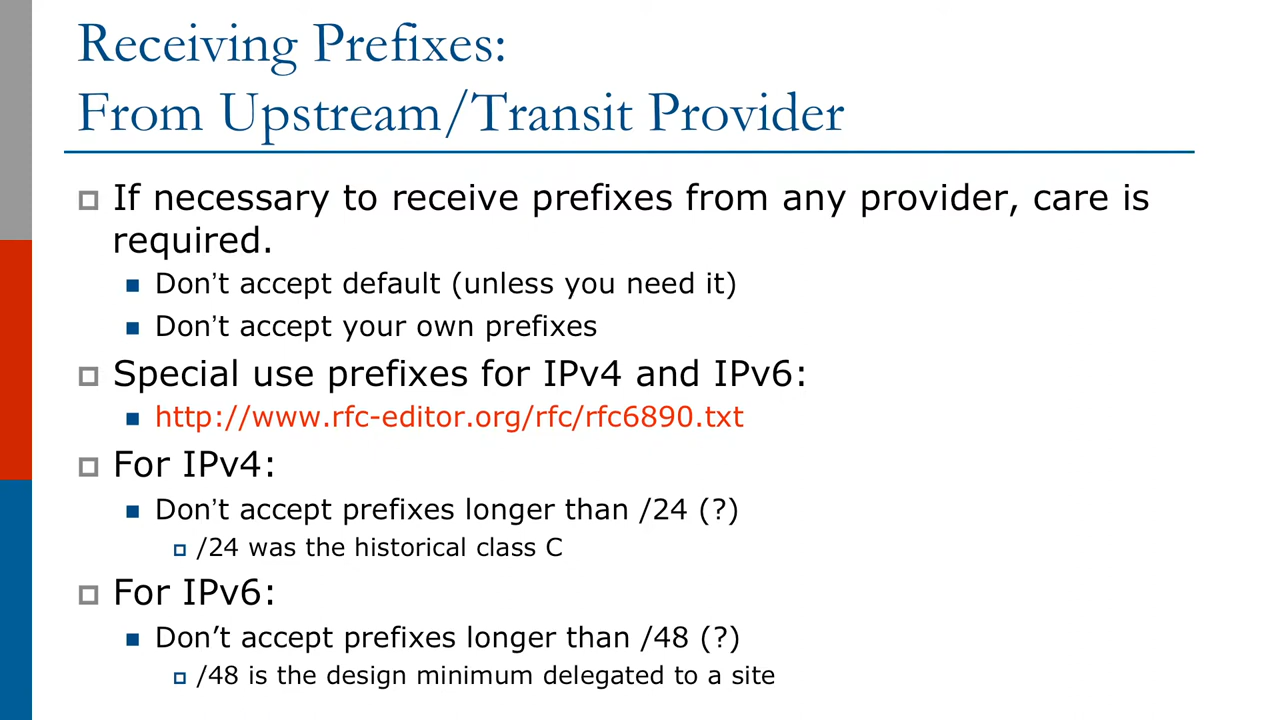 Receiving Prefixes:
From Upstream/Transit Provider
If necessary to receive prefixes from any provider, care is
required.
Don’t accept default (unless you need it)
Don’t accept your own prefixes
Special use prefixes for IPv4 and IPv6:
http://www.rfc-editor.org/rfc/rfc6890.txt
For IPv4:
Don’t accept prefixes longer than /24 (?)
/24 was the historical class C
For IPv6:
Don’t accept prefixes longer than /48 (?)
/48 is the design minimum delegated to a site